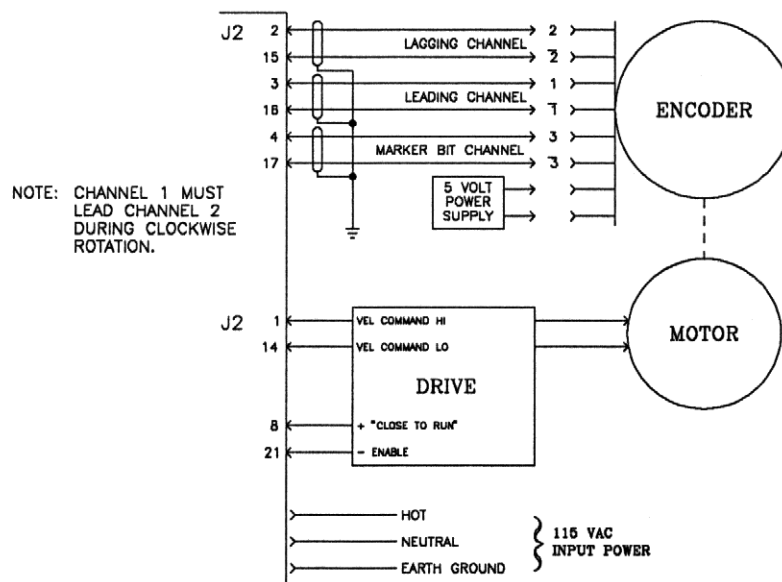 J2
2
LAGGING CHANNEL
2
15
2̅
3
LEADING CHANNEL
1
16
1̅
4
MARKER BIT CHANNEL
3
17
3̅
ENCODER
5 VOLT
POWER
SUPPLY
NOTE: CHANNEL 1 MUST
LEAD CHANNEL 2
DURING CLOCKWISE
ROTATION.
J2
1
VEL COMMAND HI
14
VEL COMMAND LO
DRIVE
MOTOR
8
+ "CLOSE TO RUN"
21
- ENABLE
HOT
NEUTRAL
EARTH GROUND
115 VAC
INPUT POWER